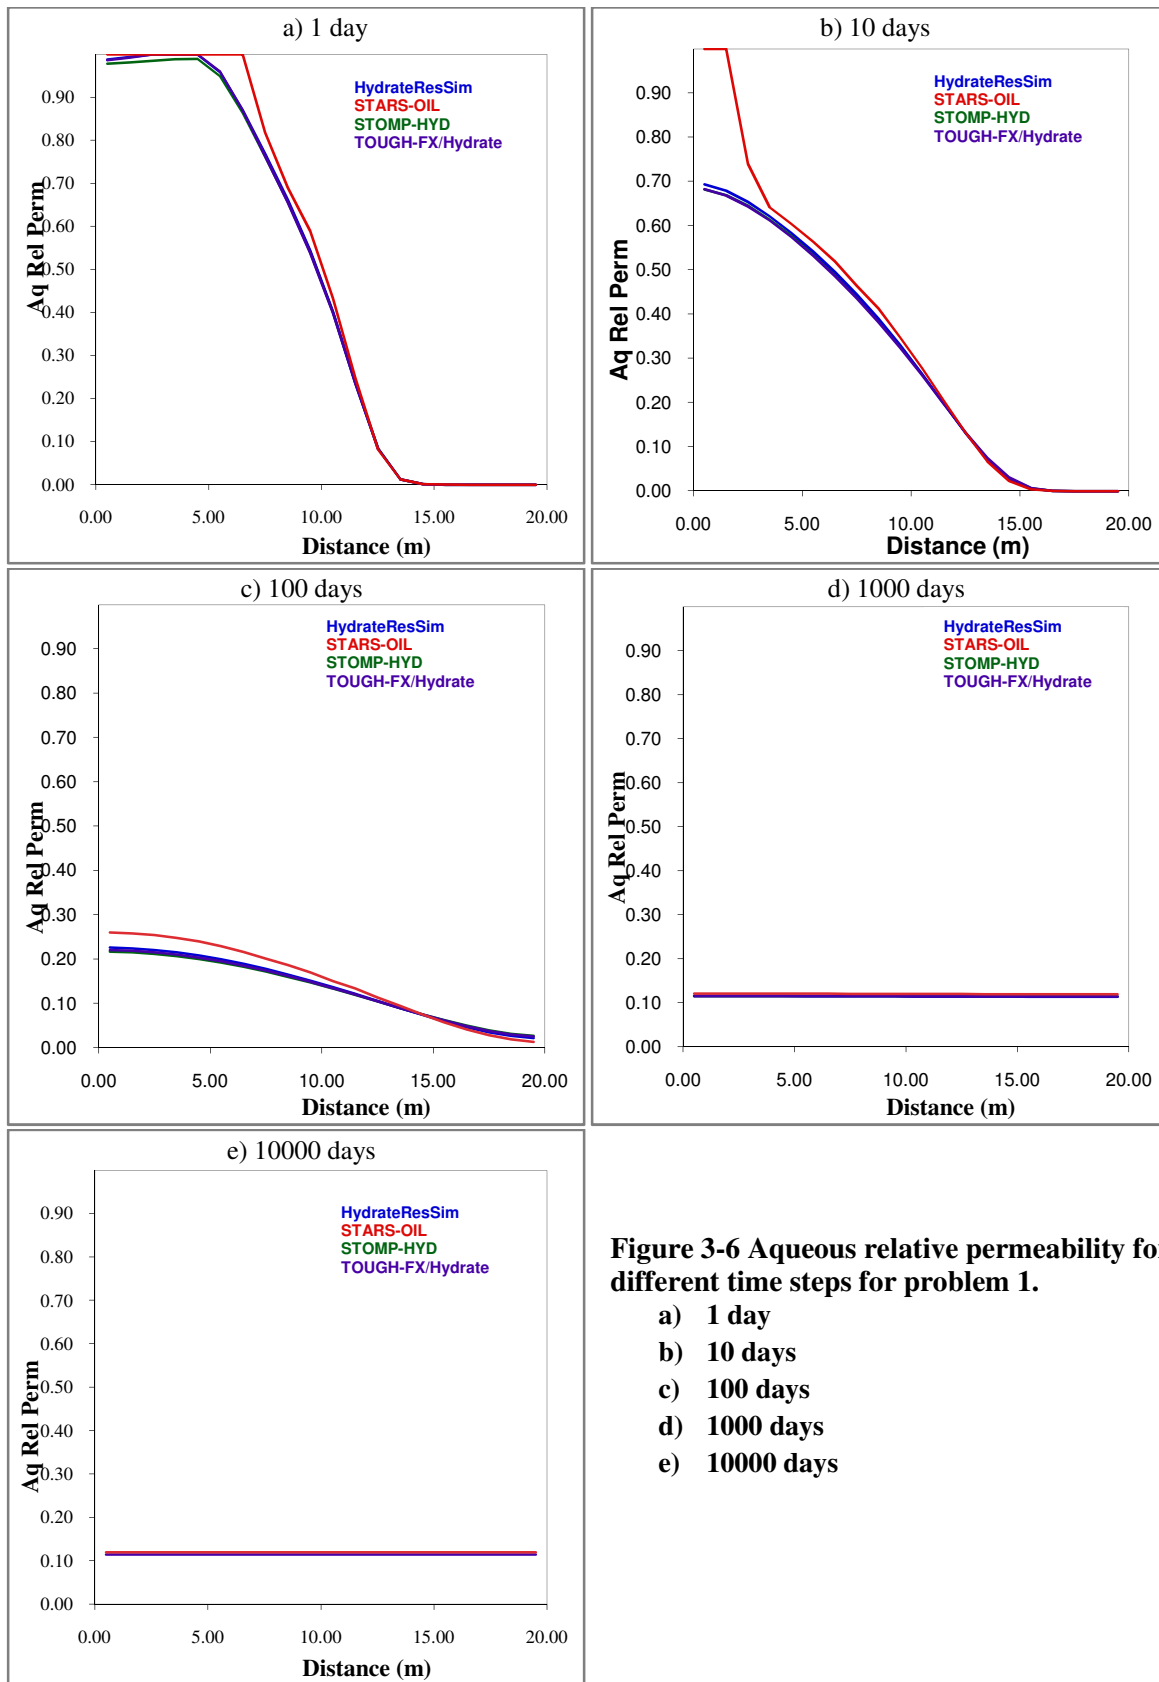 a) 1 day
HydrateResSim
STARS-OIL
STOMP-HYD
TOUGH-FX/Hydrate
Aq Rel Perm
0.90
0.80
0.70
0.60
0.50
0.40
0.30
0.20
0.10
0.00
0.00 5.00 10.00 15.00 20.00
Distance (m)
b) 10 days
HydrateResSim
STARS-OIL
STOMP-HYD
TOUGH-FX/Hydrate
Aq Rel Perm
0.90
0.80
0.70
0.60
0.50
0.40
0.30
0.20
0.10
0.00
0.00 5.00 10.00 15.00 20.00
Distance (m)
c) 100 days
HydrateResSim
STARS-OIL
STOMP-HYD
TOUGH-FX/Hydrate
Aq Rel Perm
0.90
0.80
0.70
0.60
0.50
0.40
0.30
0.20
0.10
0.00
0.00 5.00 10.00 15.00 20.00
Distance (m)
d) 1000 days
HydrateResSim
STARS-OIL
STOMP-HYD
TOUGH-FX/Hydrate
Aq Rel Perm
0.90
0.80
0.70
0.60
0.50
0.40
0.30
0.20
0.10
0.00
0.00 5.00 10.00 15.00 20.00
Distance (m)
e) 10000 days
HydrateResSim
STARS-OIL
STOMP-HYD
TOUGH-FX/Hydrate
Aq Rel Perm
0.90
0.80
0.70
0.60
0.50
0.40
0.30
0.20
0.10
0.00
0.00 5.00 10.00 15.00 20.00
Distance (m)
Figure 3-6 Aqueous relative permeability for
different time steps for problem 1.
a) 1 day
b) 10 days
c) 100 days
d) 1000 days
e) 10000 days